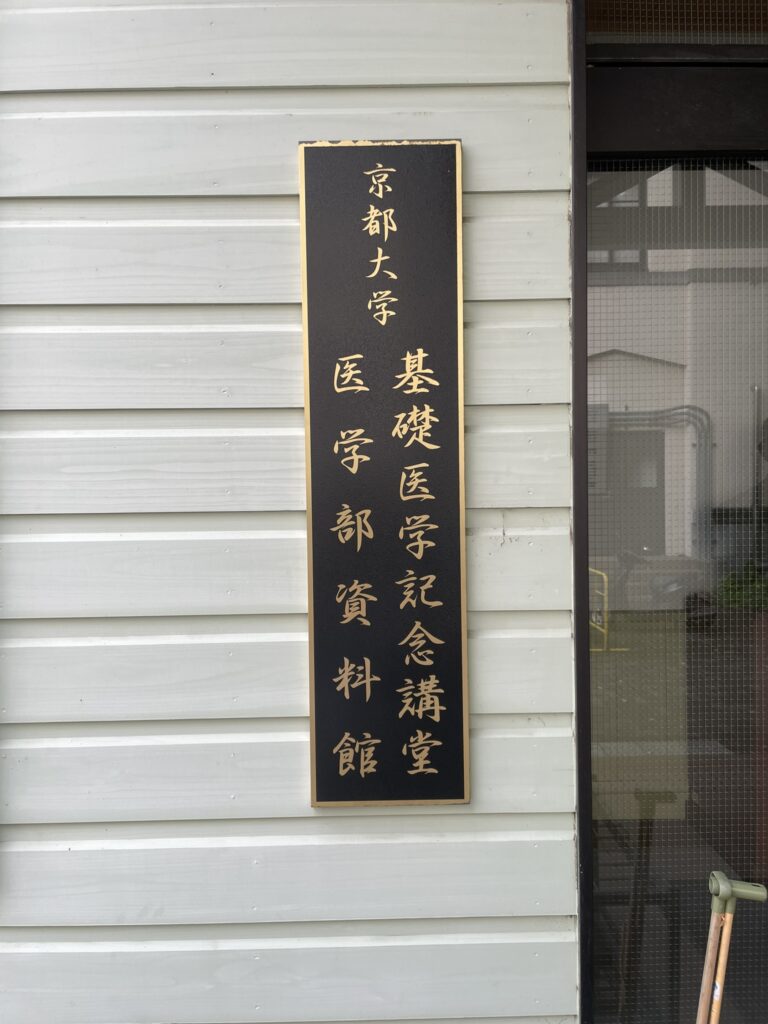 京都大学
基礎医学記念講堂
医学部資料館